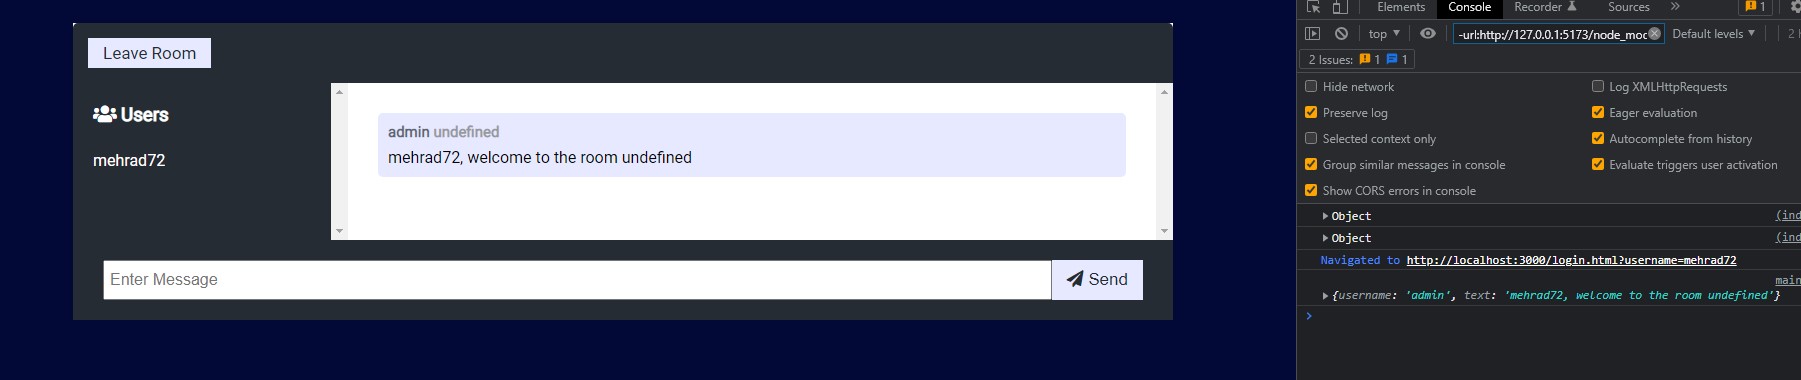 Leave Room
Users
mehrad72
admin undefined
mehrad72, welcome to the room undefined
Enter Message
Send
Elements Console Recorder Sources » 1
top ▼ -url:http://127.0.0.1:5173/node_moc Default levels ▼ 2
2 Issues: 1 1
Hide network
Log XMLHttpRequests
Preserve log
Eager evaluation
Selected context only
Autocomplete from history
Group similar messages in console
Evaluate triggers user activation
Show CORS errors in console
Object (ind
Object (ind
Navigated to http://localhost:3000/login.html?username=mehrad72
main
{username: 'admin', text: 'mehrad72, welcome to the room undefined'}